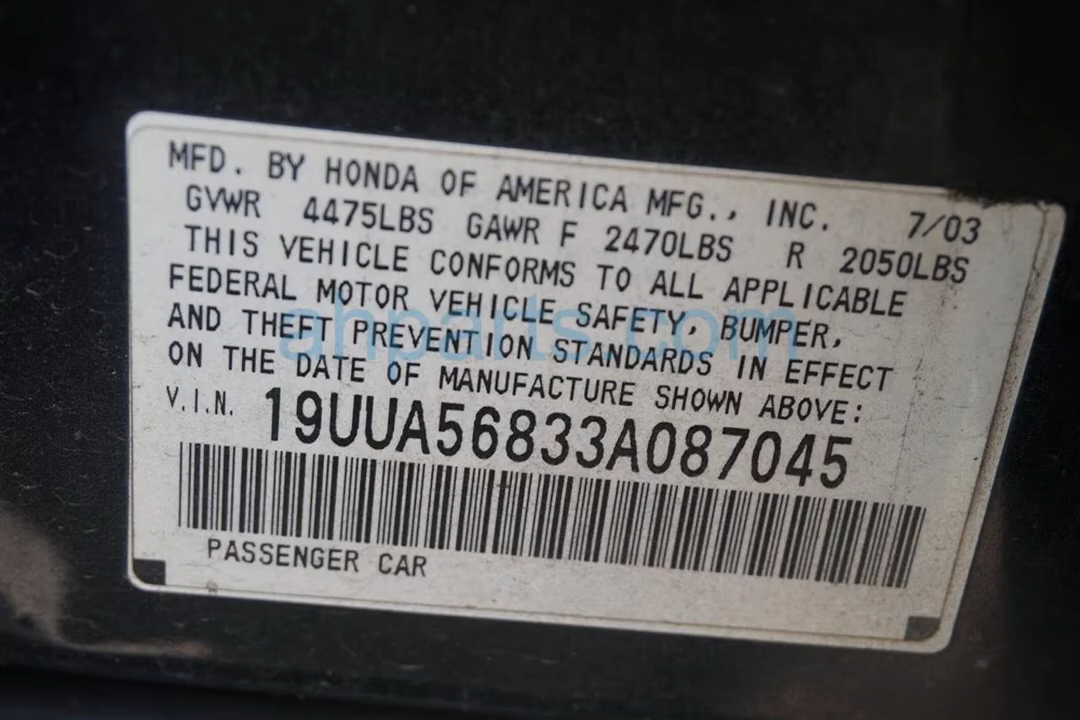 MFD. BY HONDA OF AMERICA MFG., INC. 7/03
GVWR 4475LBS GAWR F 2470LBS R 2050LBS
THIS VEHICLE CONFORMS TO ALL APPLICABLE
FEDERAL MOTOR VEHICLE SAFETY, BUMPER,
AND THEFT PREVENTION STANDARDS IN EFFECT
ON THE DATE OF MANUFACTURE SHOWN ABOVE:
V.I.N. 19UUA56833A087045
PASSENGER CAR
ahparts.com